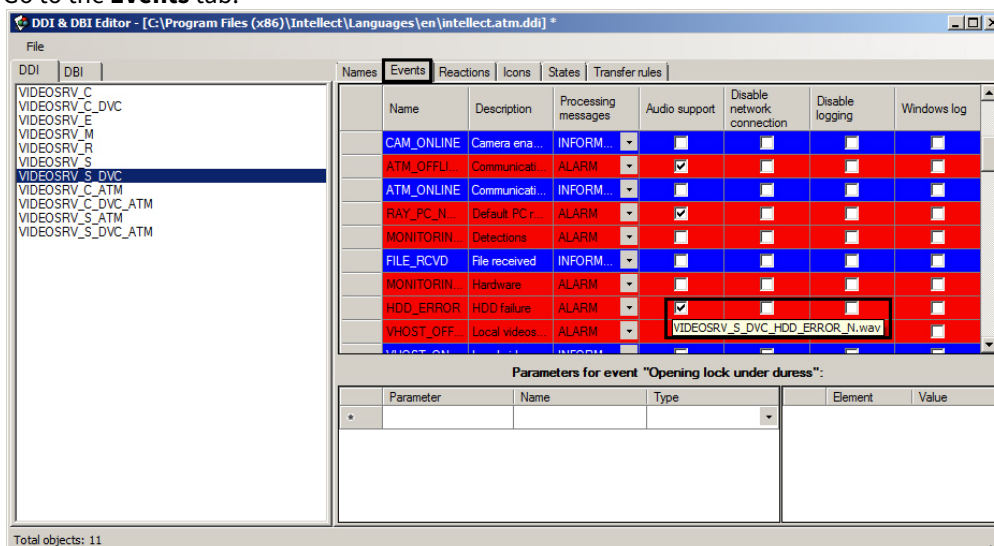 Go to the Events tab.
DDI & DBI Editor - [C:\Program Files (x86)\Intellect\Languages\en\intellect.atm.ddi] *
File
DDI DBI
VIDEOSRV_C
VIDEOSRV_C_DVC
VIDEOSRV_E
VIDEOSRV_M
VIDEOSRV_R
VIDEOSRV_S
VIDEOSRV_S_DVC
VIDEOSRV_C_ATM
VIDEOSRV_C_DVC_ATM
VIDEOSRV_S_ATM
VIDEOSRV_S_DVC_ATM
Names Events Reactions Icons States Transfer rules
Name Description Processing messages Audio support Disable network connection Disable logging Windows log
CAM_ONLINE Camera ena... INFORM...
ATM_OFFLI... Communicati... ALARM
ATM_ONLINE Communicati... INFORM...
RAY_PC_N... Default PC r... ALARM
MONITORIN... Detections ALARM
FILE_RCVD File received INFORM...
MONITORIN... Hardware ALARM
HDD_ERROR HDD failure ALARM
VHOST_OFF... Local videos... ALARM
VIDEOSRV_S_DVC_HDD_ERROR_N.wav
Parameters for event "Opening lock under duress":
Parameter Name Type Element Value
*
Total objects: 11